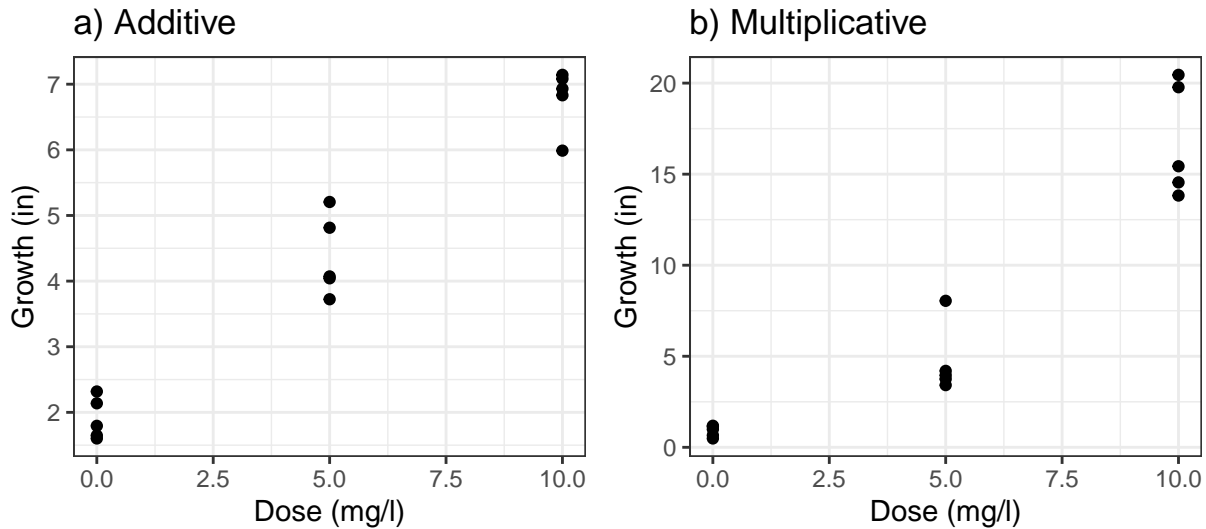 a) Additive
7
6
5
4
3
2
0.0 2.5 5.0 7.5 10.0
Dose (mg/l)
Growth (in)
b) Multiplicative
20
15
10
5
0
0.0 2.5 5.0 7.5 10.0
Dose (mg/l)
Growth (in)